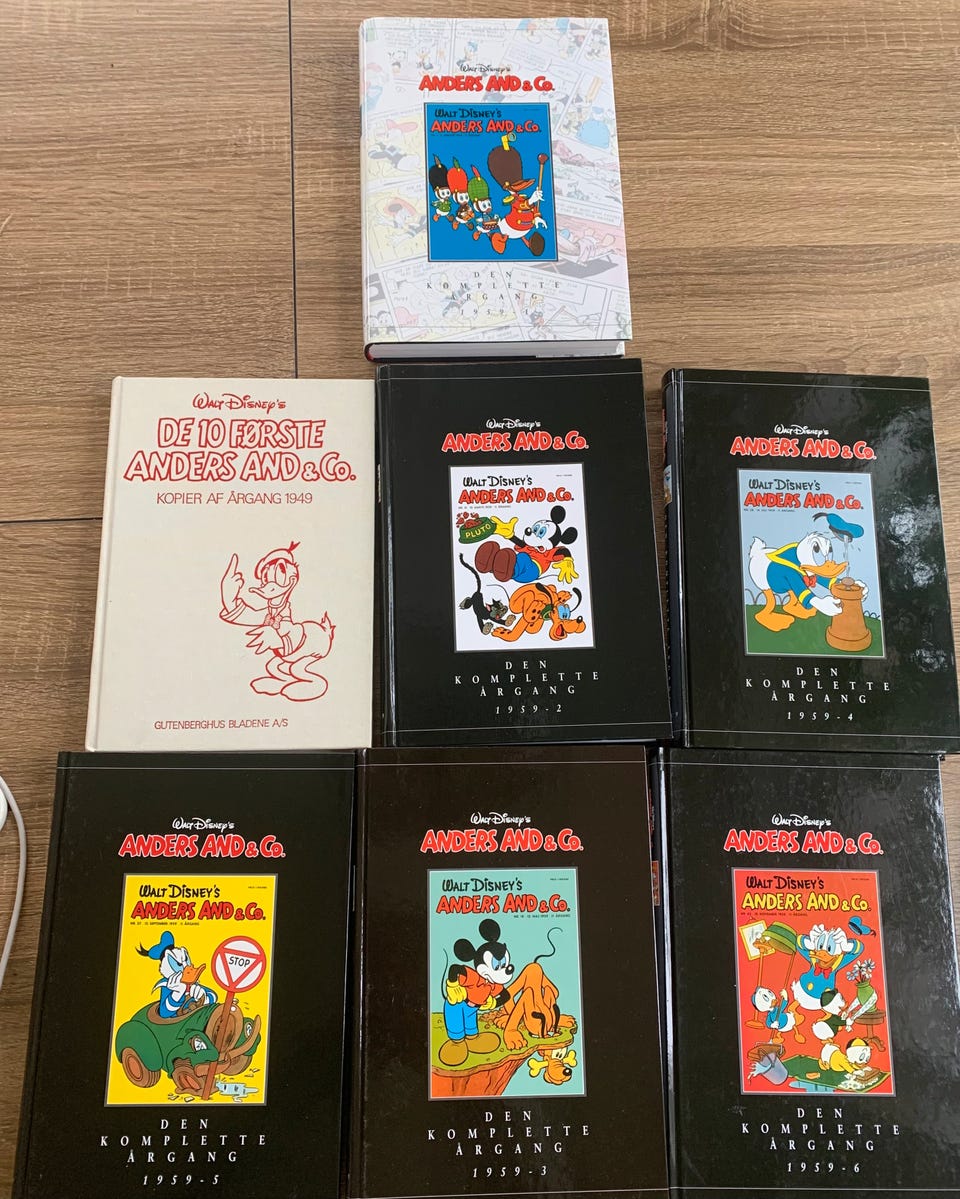 Walt Disney's
ANDERS AND & Co.
WALT DISNEY'S
ANDERS AND & Co.
DEN
KOMPLETTE
ÅRGANG
1959-1
Walt Disney's
DE 10 FØRSTE
ANDERS AND & Co.
KOPIER AF ÅRGANG 1949
GUTENBERGHUS BLADENE A/S
Walt Disney's
ANDERS AND & Co.
WALT DISNEY'S
ANDERS AND & Co.
PLUTO
DEN
KOMPLETTE
ÅRGANG
1959-2
Walt Disney's
ANDERS AND & Co.
WALT DISNEY'S
ANDERS AND & Co.
DEN
KOMPLETTE
ÅRGANG
1959-4
Walt Disney's
ANDERS AND & Co.
WALT DISNEY'S
ANDERS AND & Co.
STOP
DEN
KOMPLETTE
ÅRGANG
1959-5
Walt Disney's
ANDERS AND & Co.
WALT DISNEY'S
ANDERS AND & Co.
DEN
KOMPLETTE
ÅRGANG
1959-3
Walt Disney's
ANDERS AND & Co.
WALT DISNEY'S
ANDERS AND & Co.
DEN
KOMPLETTE
ÅRGANG
1959-6